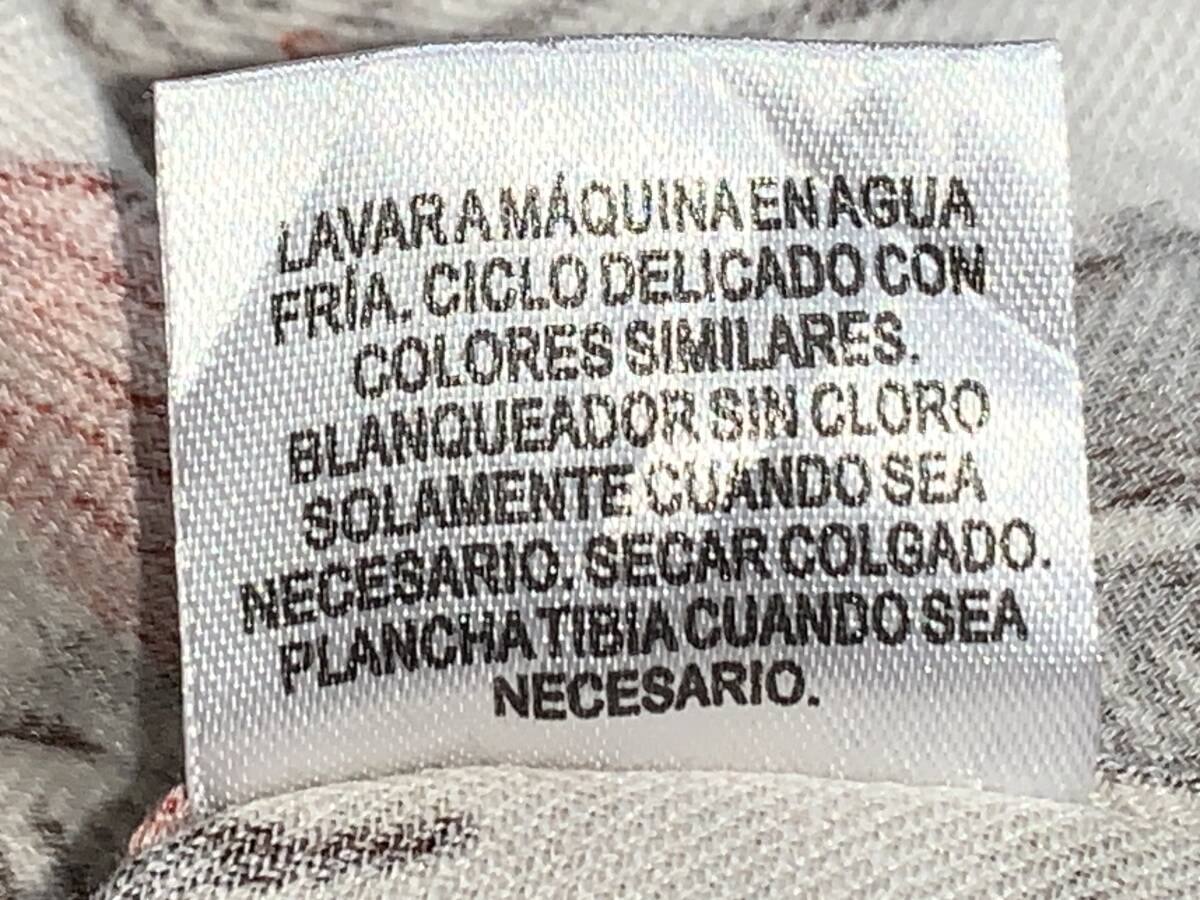 LAVAR A MÁQUINA EN AGUA
FRÍA. CICLO DELICADO CON
COLORES SIMILARES.
BLANQUEADOR SIN CLORO
SOLAMENTE CUANDO SEA
NECESARIO. SECAR COLGADO.
PLANCHA TIBIA CUANDO SEA
NECESARIO.